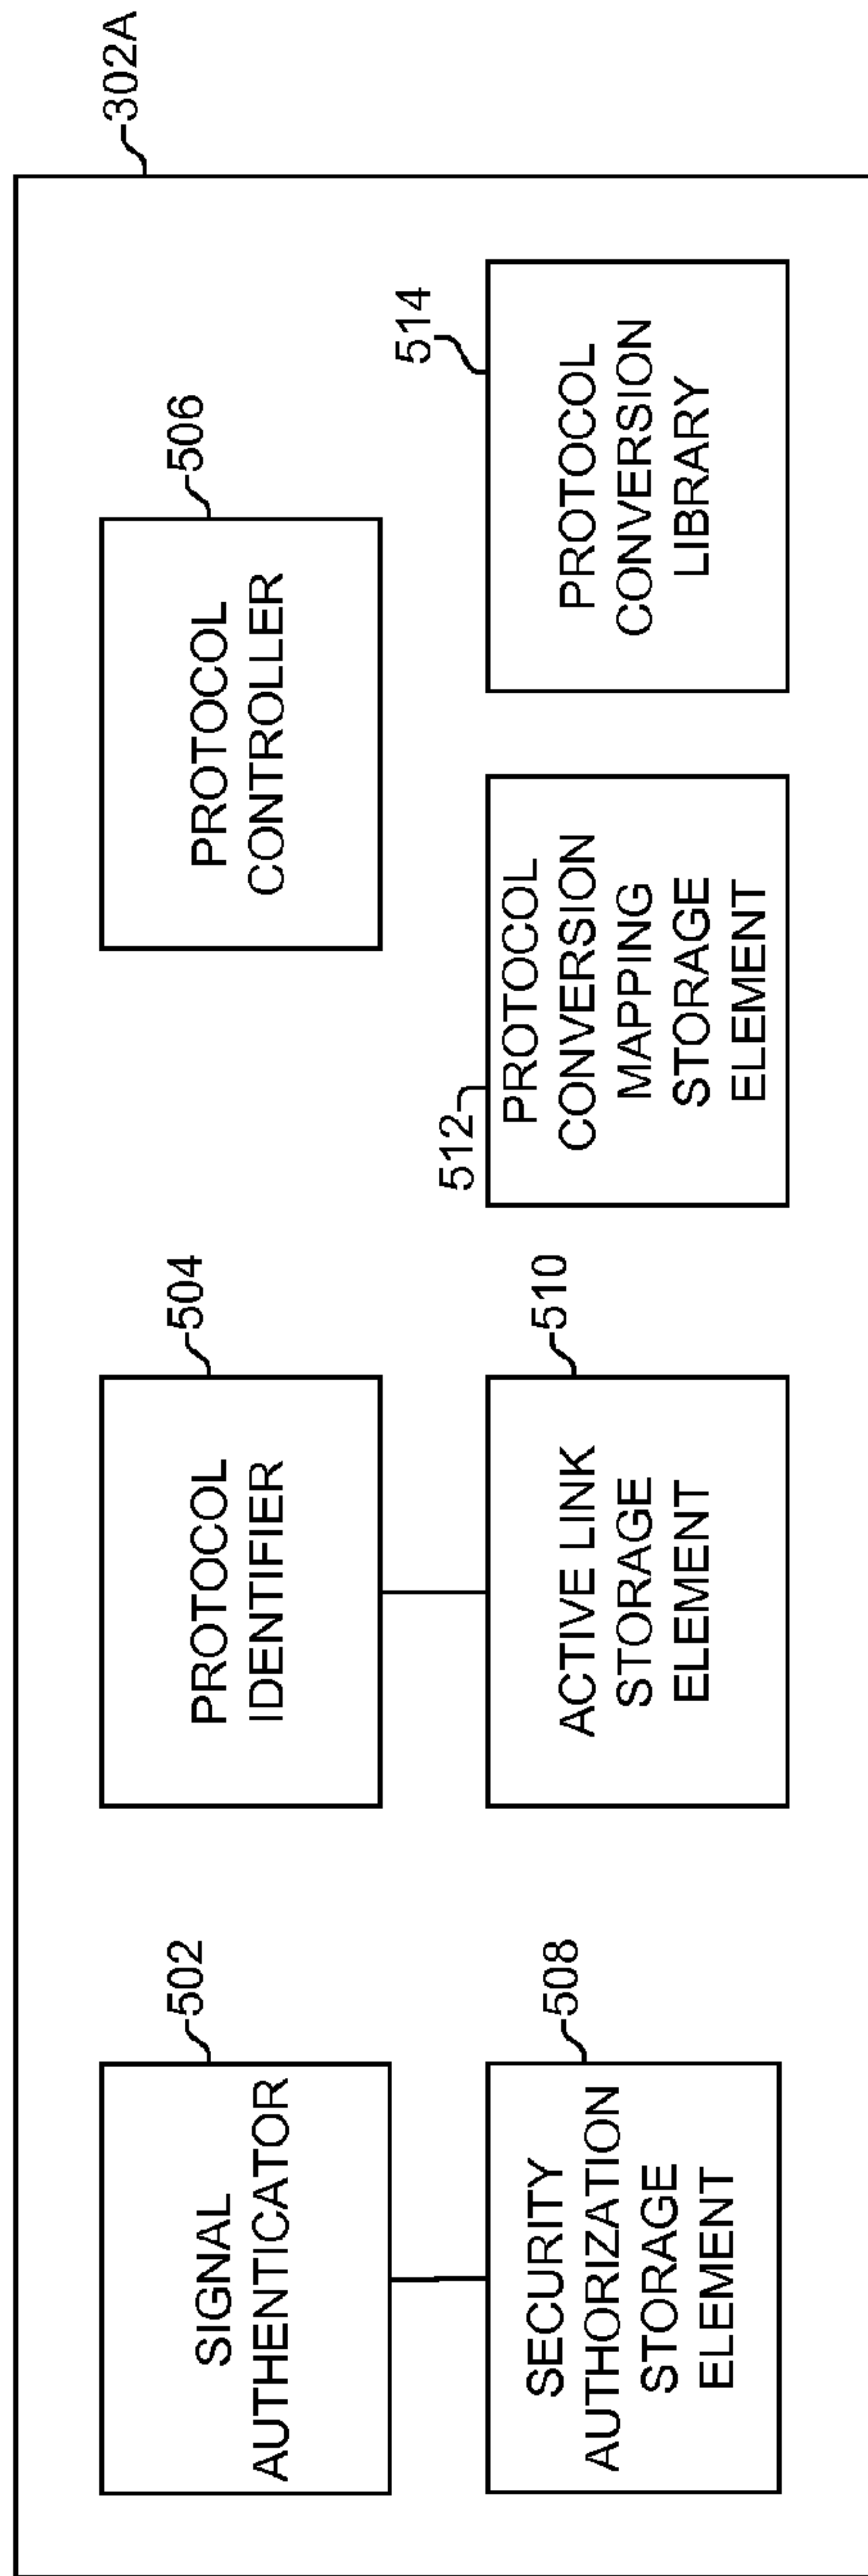 302A
502
SIGNAL
AUTHENTICATOR
504
PROTOCOL
IDENTIFIER
506
PROTOCOL
CONTROLLER
508
SECURITY
AUTHORIZATION
STORAGE
ELEMENT
510
ACTIVE LINK
STORAGE
ELEMENT
512
PROTOCOL
CONVERSION
MAPPING
STORAGE
ELEMENT
514
PROTOCOL
CONVERSION
LIBRARY